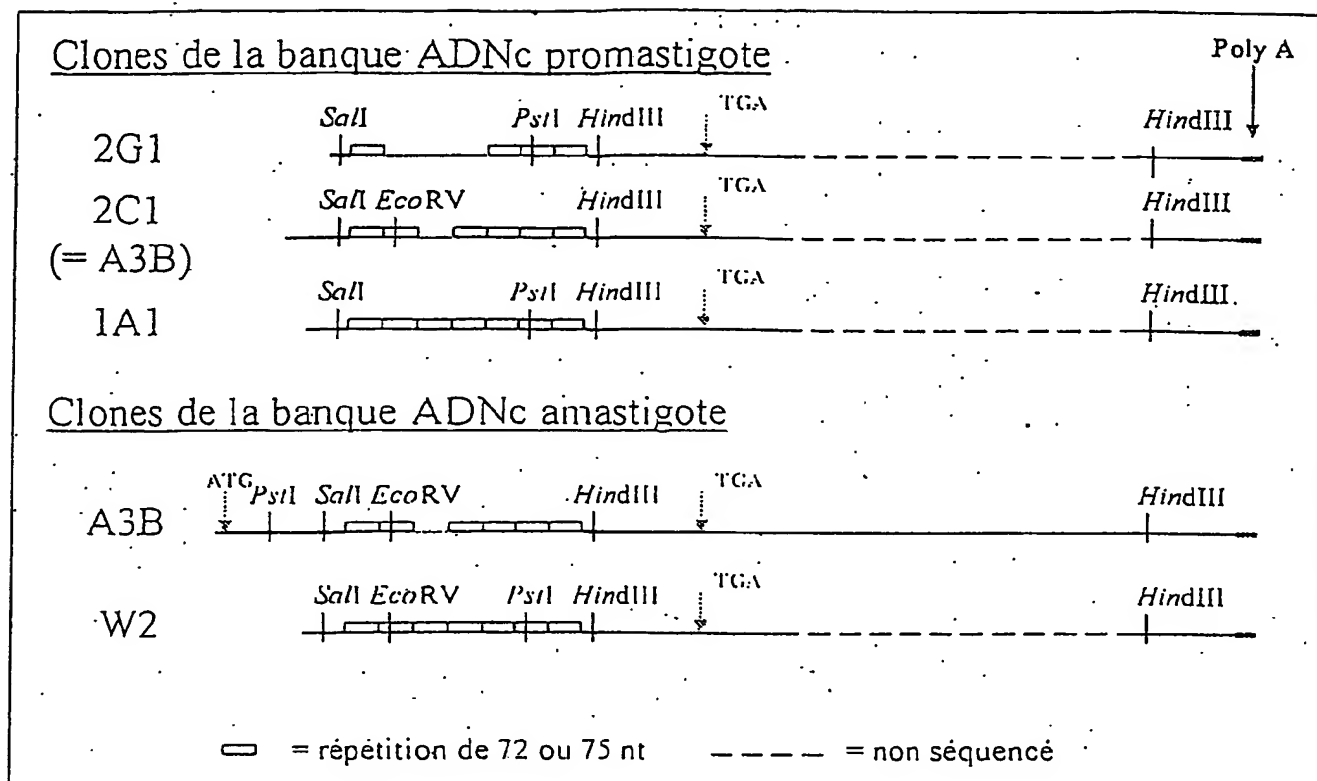 Clones de la banque ADNc promastigote
Poly A
TGA
SalI PstI HindIII HindIII
2G1
TGA
SalI EcoRV HindIII HindIII
2C1
(= A3B)
TGA
SalI PstI HindIII HindIII
1A1
Clones de la banque ADNc amastigote
ATG TGA
PstI SalI EcoRV HindIII HindIII
A3B
TGA
SalI EcoRV PstI HindIII HindIII
W2
= répétition de 72 ou 75 nt = non séquencé